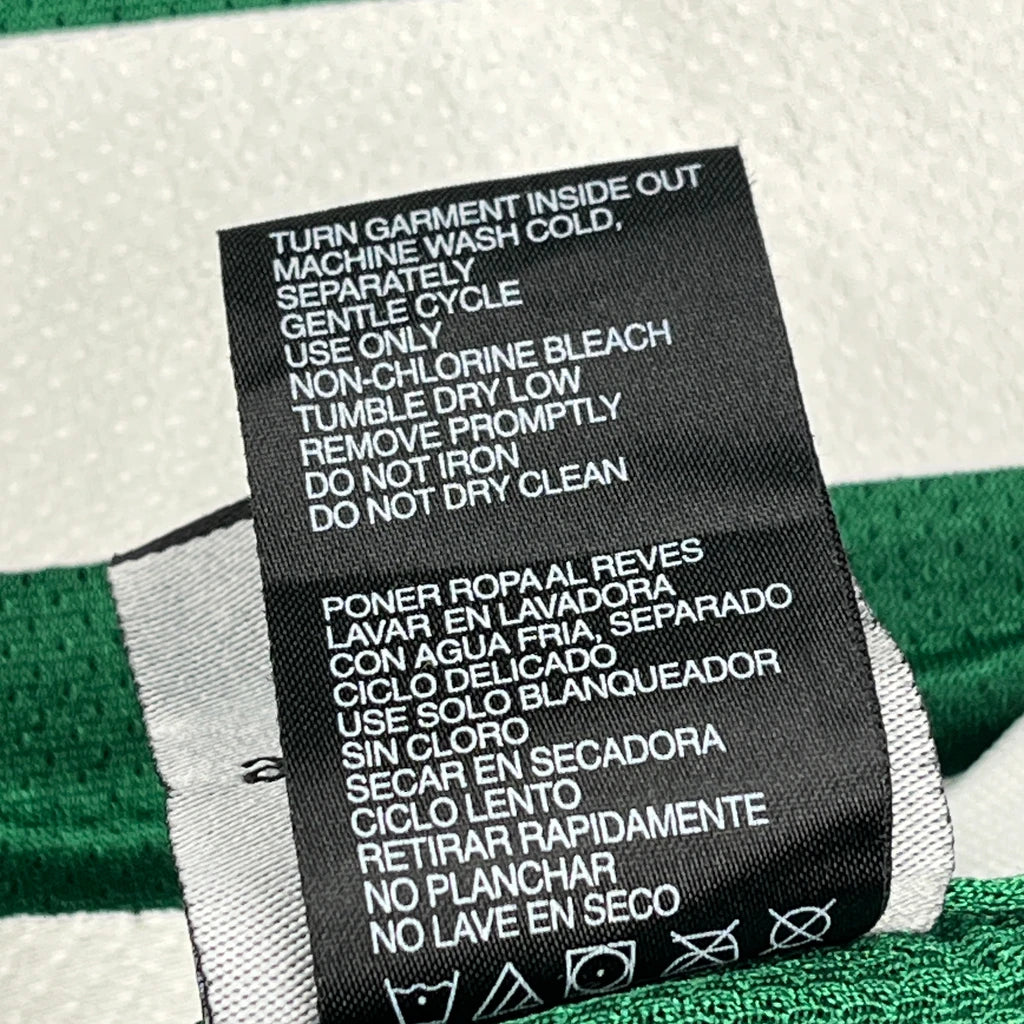 TURN GARMENT INSIDE OUT
MACHINE WASH COLD,
SEPARATELY
GENTLE CYCLE
USE ONLY
NON-CHLORINE BLEACH
TUMBLE DRY LOW
REMOVE PROMPTLY
DO NOT IRON
DO NOT DRY CLEAN
PONER ROPA AL REVES
LAVAR EN LAVADORA
CON AGUA FRIA, SEPARADO
CICLO DELICADO
USE SOLO BLANQUEADOR
SIN CLORO
SECAR EN SECADORA
CICLO LENTO
RETIRAR RAPIDAMENTE
NO PLANCHAR
NO LAVE EN SECO